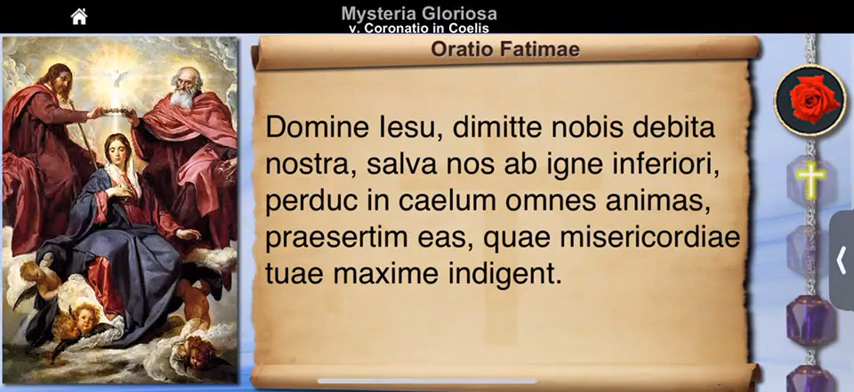 Mysteria Gloriosa
v. Coronatio in Coelis
Oratio Fatimae
Domine Iesu, dimitte nobis debita
nostra, salva nos ab igne inferiori,
perduc in caelum omnes animas,
praesertim eas, quae misericordiae
tuae maxime indigent.